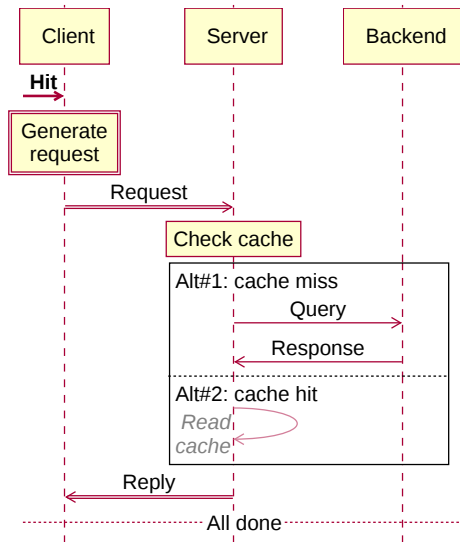 Client
Server
Backend
Hit
Generate
request
Request
Check cache
Alt#1: cache miss
Query
Response
Alt#2: cache hit
Read
cache
Reply
All done